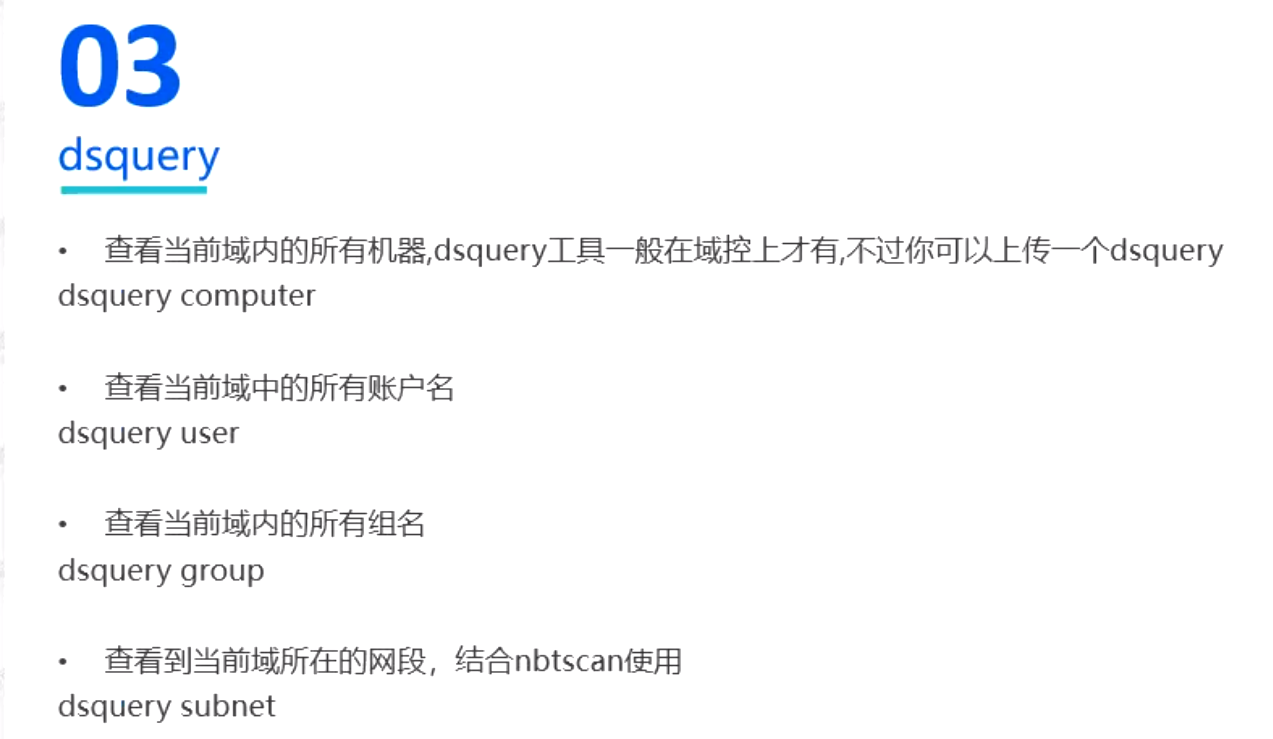 03
dsquery
• 查看当前域内的所有机器,dsquery工具一般在域控上才有,不过你可以上传一个dsquery
dsquery computer
• 查看当前域中的所有账户名
dsquery user
• 查看当前域内的所有组名
dsquery group
• 查看到当前域所在的网段，结合nbtscan使用
dsquery subnet